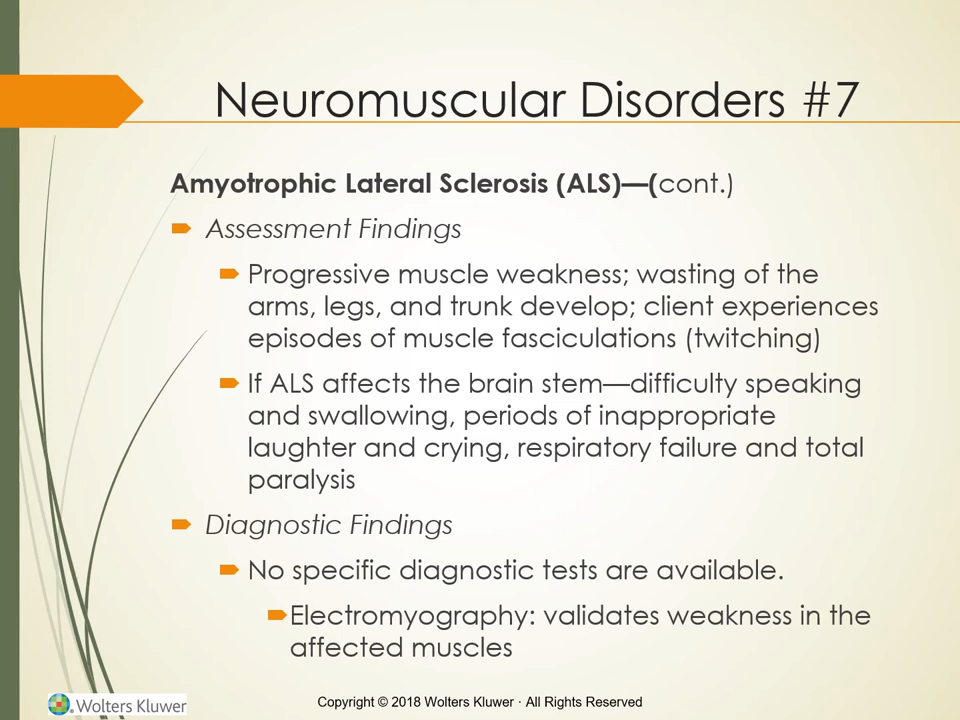 Neuromuscular Disorders #7
Amyotrophic Lateral Sclerosis (ALS)—(cont.)
Assessment Findings
Progressive muscle weakness; wasting of the
arms, legs, and trunk develop; client experiences
episodes of muscle fasciculations (twitching)
If ALS affects the brain stem—difficulty speaking
and swallowing, periods of inappropriate
laughter and crying, respiratory failure and total
paralysis
Diagnostic Findings
No specific diagnostic tests are available.
Electromyography: validates weakness in the
affected muscles
Wolters Kluwer
Copyright © 2018 Wolters Kluwer · All Rights Reserved